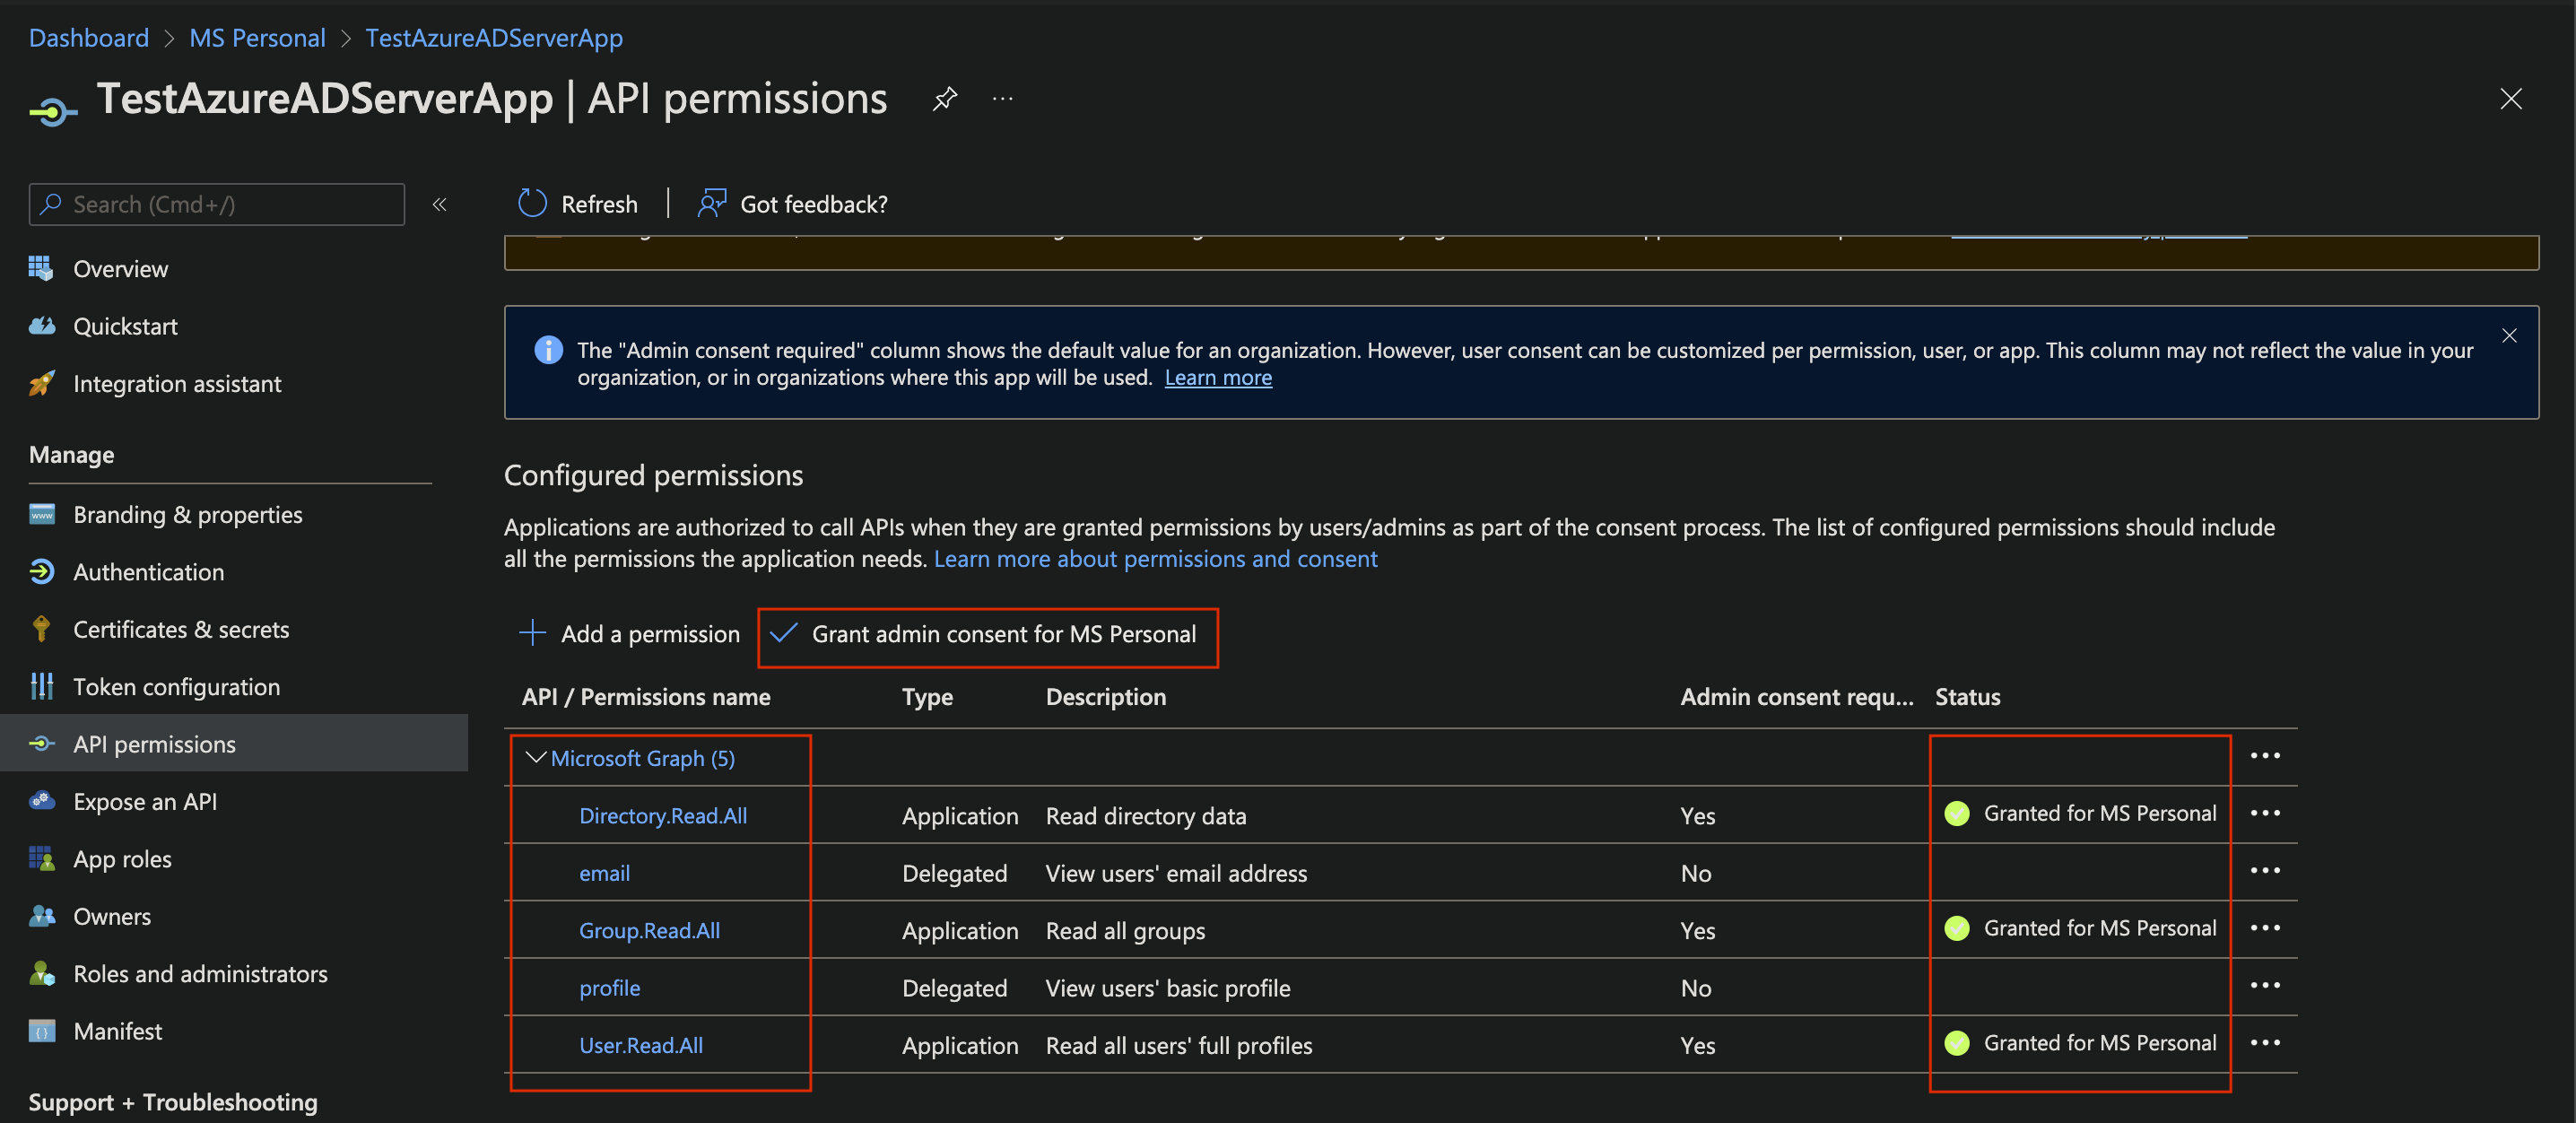 Dashboard > MS Personal > TestAzureADServerApp
TestAzureADServerApp | API permissions
Search (Cmd+/)
«
Refresh | Got feedback?
Overview
Quickstart
Integration assistant
Manage
Branding & properties
Authentication
Certificates & secrets
Token configuration
API permissions
Expose an API
App roles
Owners
Roles and administrators
Manifest
Support + Troubleshooting
The "Admin consent required" column shows the default value for an organization. However, user consent can be customized per permission, user, or app. This column may not reflect the value in your
organization, or in organizations where this app will be used. Learn more
Configured permissions
Applications are authorized to call APIs when they are granted permissions by users/admins as part of the consent process. The list of configured permissions should include
all the permissions the application needs. Learn more about permissions and consent
Add a permission Grant admin consent for MS Personal
API / Permissions name Type Description Admin consent requ... Status
Microsoft Graph (5)
Directory.Read.All Application Read directory data Yes Granted for MS Personal
email Delegated View users' email address No
Group.Read.All Application Read all groups Yes Granted for MS Personal
profile Delegated View users' basic profile No
User.Read.All Application Read all users' full profiles Yes Granted for MS Personal